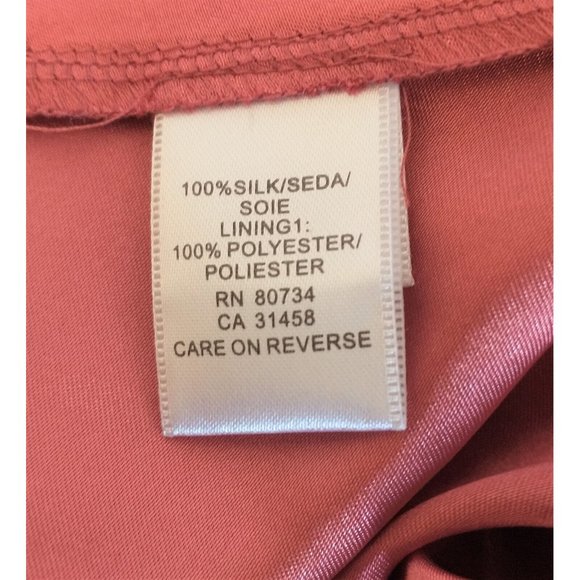 100%SILK/SEDA/
SOIE
LINING1:
100% POLYESTER/
POLIESTER
RN 80734
CA 31458
CARE ON REVERSE